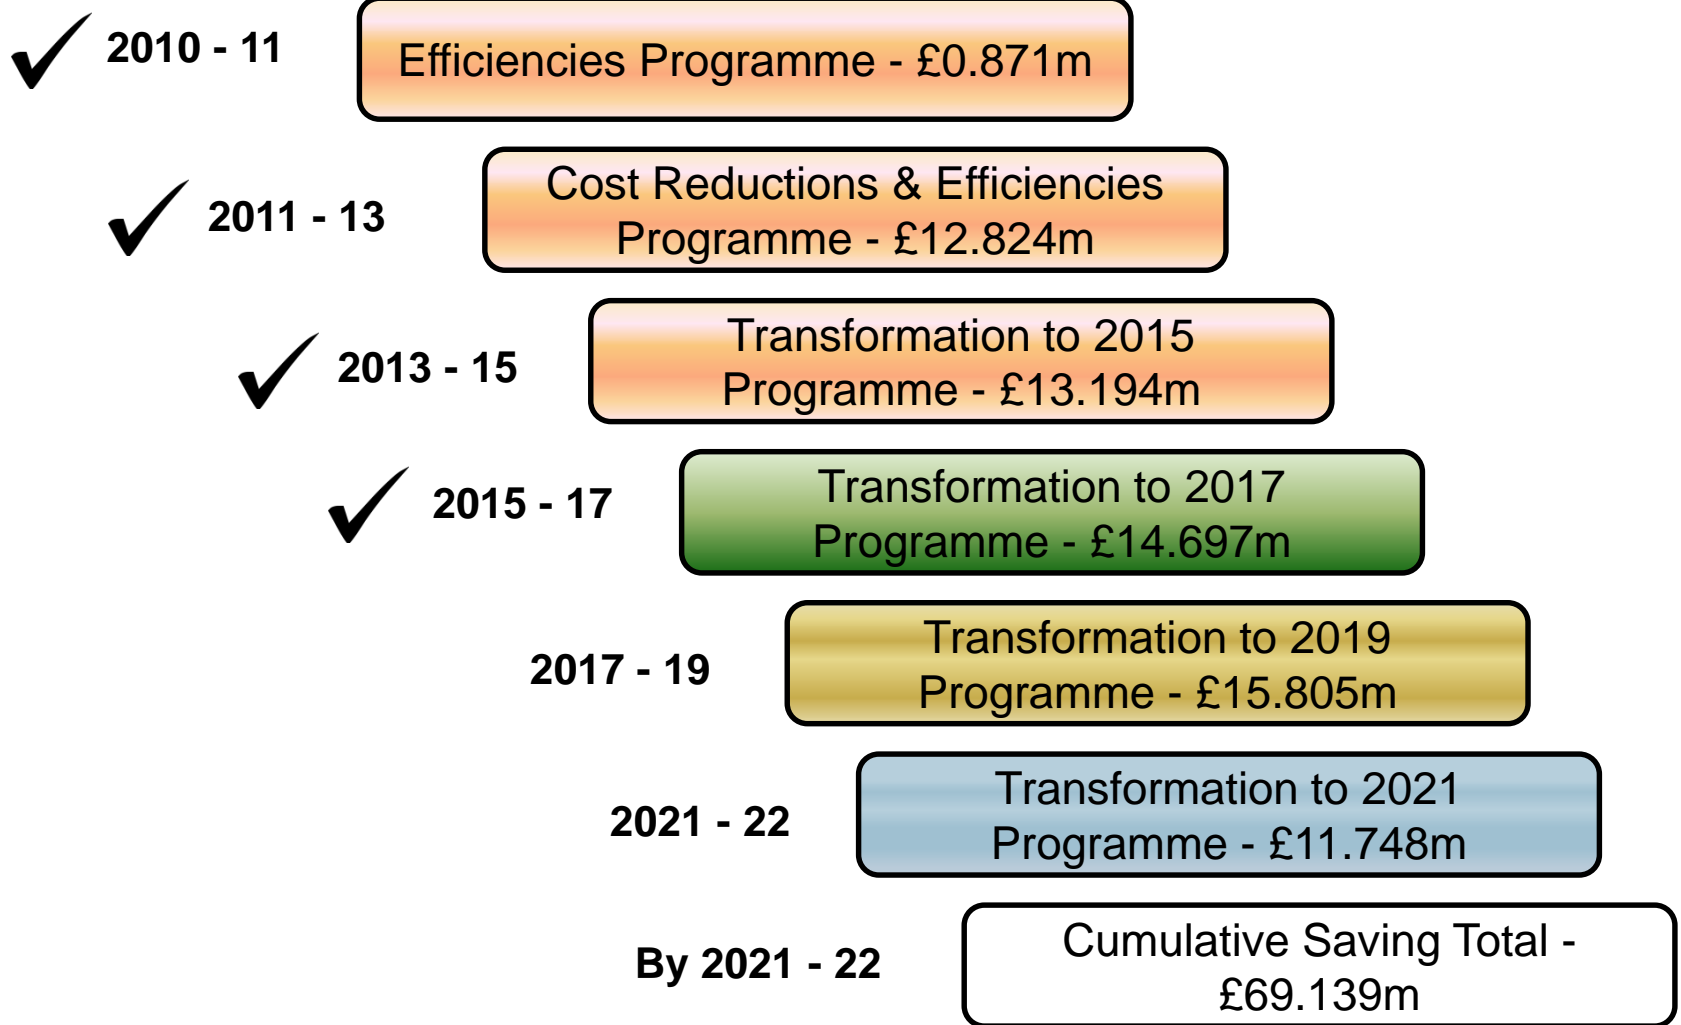 2010 - 11
Efficiencies Programme - £0.871m
2011 - 13
Cost Reductions & Efficiencies
Programme - £12.824m
2013 - 15
Transformation to 2015
Programme - £13.194m
2015 - 17
Transformation to 2017
Programme - £14.697m
2017 - 19
Transformation to 2019
Programme - £15.805m
2021 - 22
Transformation to 2021
Programme - £11.748m
By 2021 - 22
Cumulative Saving Total -
£69.139m